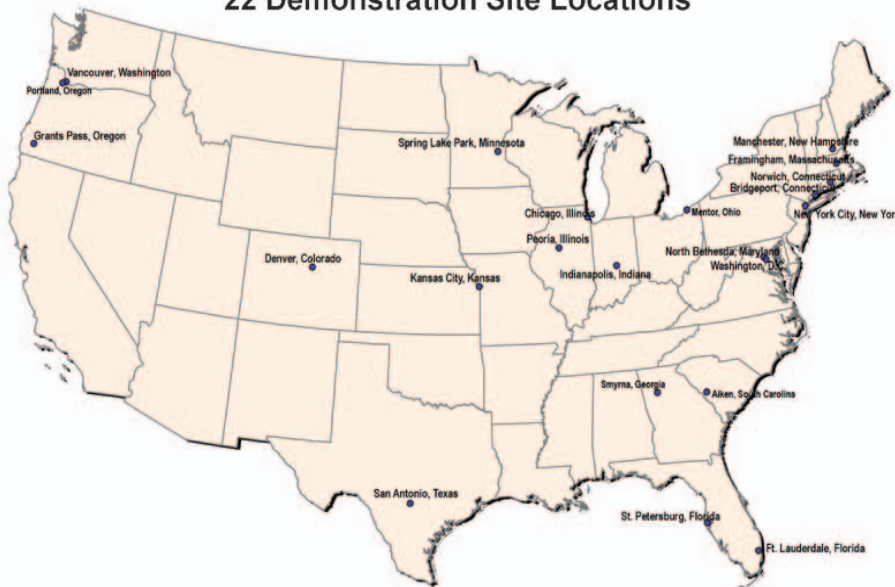 22 Demonstration Site Locations
Vancouver, Washington
Portland, Oregon
Grants Pass, Oregon
Spring Lake Park, Minnesota
Manchester, New Hampshire
Framingham, Massachusetts
Norwich, Connecticut
Bridgeport, Connecticut
Chicago, Illinois
Mentor, Ohio
New York City, New Yor
Peoria, Illinois
North Bethesda, Maryland
Denver, Colorado
Washington, D.C.
Indianapolis, Indiana
Kansas City, Kansas
Smyrna, Georgia
Aiken, South Carolina
San Antonio, Texas
St. Petersburg, Florida
Ft. Lauderdale, Florida